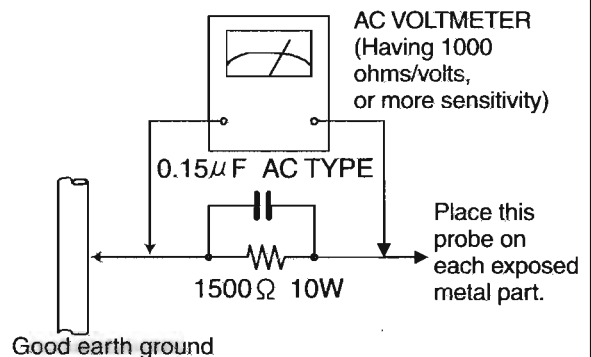 AC VOLTMETER
(Having 1000
ohms/volts,
or more sensitivity)
0.15μF AC TYPE
Place this
probe on
each exposed
metal part.
1500Ω 10W
Good earth ground